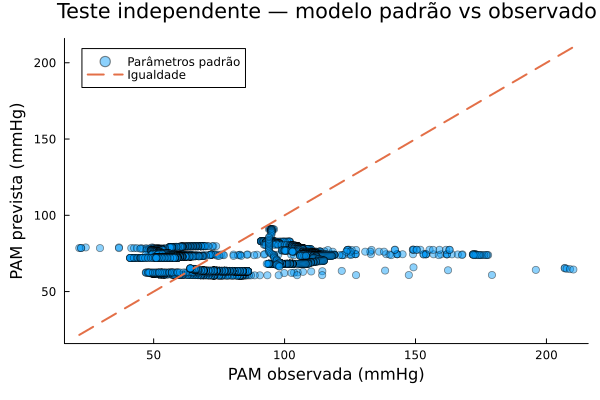 Teste independente — modelo padrão vs observado
Parâmetros padrão
Igualdade
PAM prevista (mmHg)
200
150
100
50
50
100
150
200
PAM observada (mmHg)